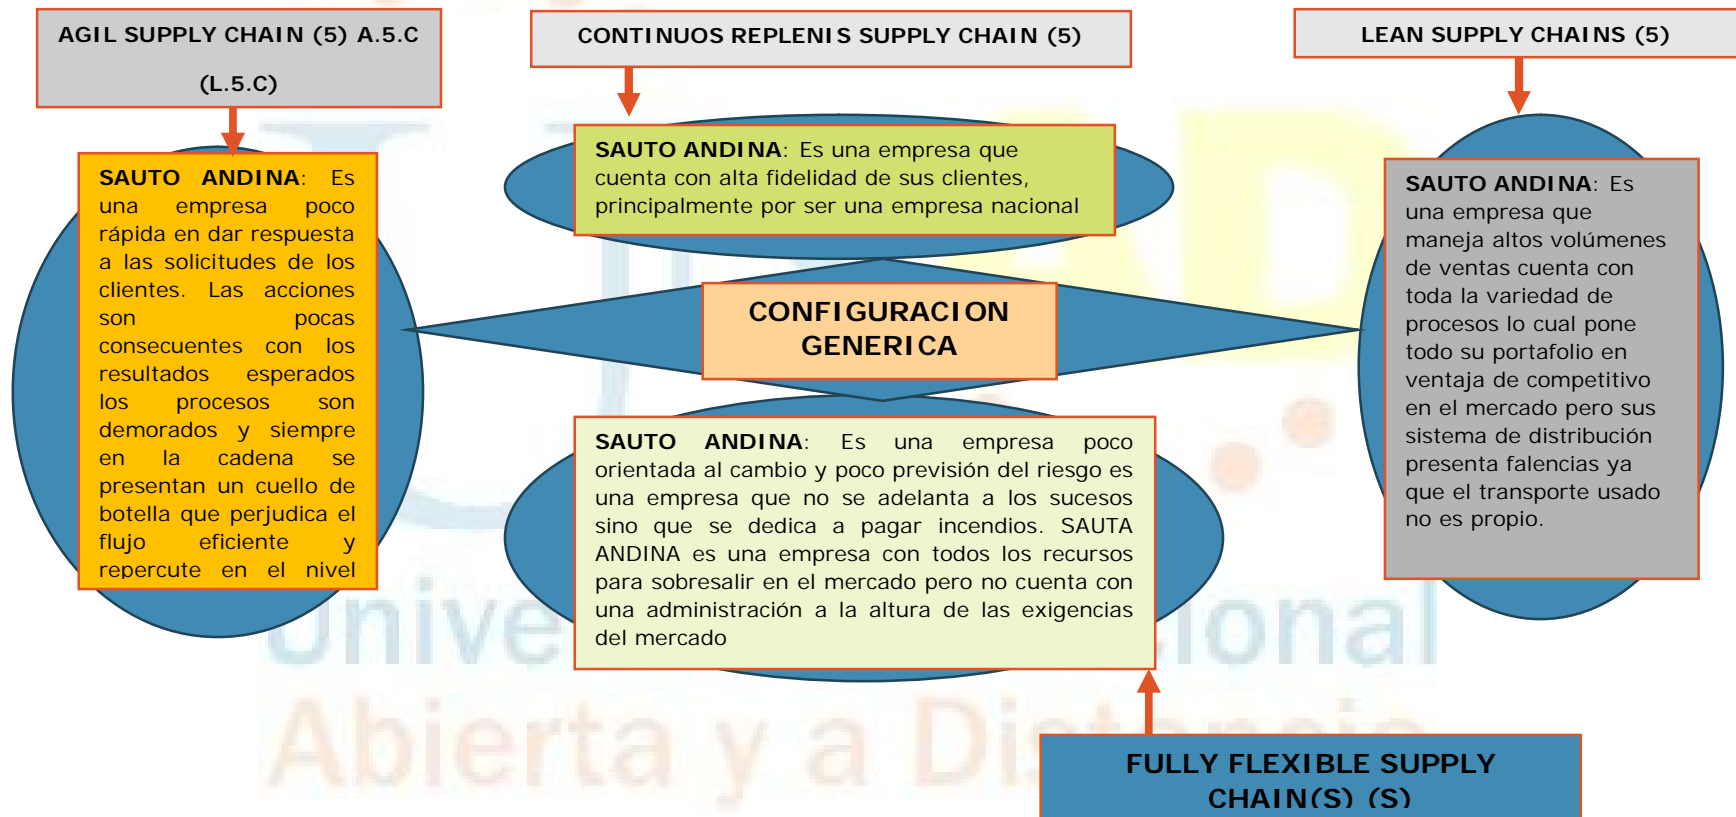 AGIL SUPPLY CHAIN (5) A.5.C
(L.5.C)
CONTINUOS REPLENIS SUPPLY CHAIN (5)
LEAN SUPPLY CHAINS (5)
SAUTO ANDINA: Es
una empresa poco
rápida en dar respuesta
a las solicitudes de los
clientes. Las acciones
son pocas
consecuentes con los
resultados esperados
los procesos son
demorados y siempre
en la cadena se
presentan un cuello de
botella que perjudica el
flujo eficiente y
repercute en el nivel
SAUTO ANDINA: Es una empresa que
cuenta con alta fidelidad de sus clientes,
principalmente por ser una empresa nacional
SAUTO ANDINA: Es
una empresa que
maneja altos volúmenes
de ventas cuenta con
toda la variedad de
procesos lo cual pone
todo su portafolio en
ventaja de competitivo
en el mercado pero sus
sistema de distribución
presenta falencias ya
que el transporte usado
no es propio.
CONFIGURACION
GENERICA
SAUTO ANDINA: Es una empresa poco
orientada al cambio y poco previsión del riesgo es
una empresa que no se adelanta a los sucesos
sino que se dedica a pagar incendios. SAUTA
ANDINA es una empresa con todos los recursos
para sobresalir en el mercado pero no cuenta con
una administración a la altura de las exigencias
del mercado
FULLY FLEXIBLE SUPPLY
CHAIN(S) (S)
Abierta y a Distancia